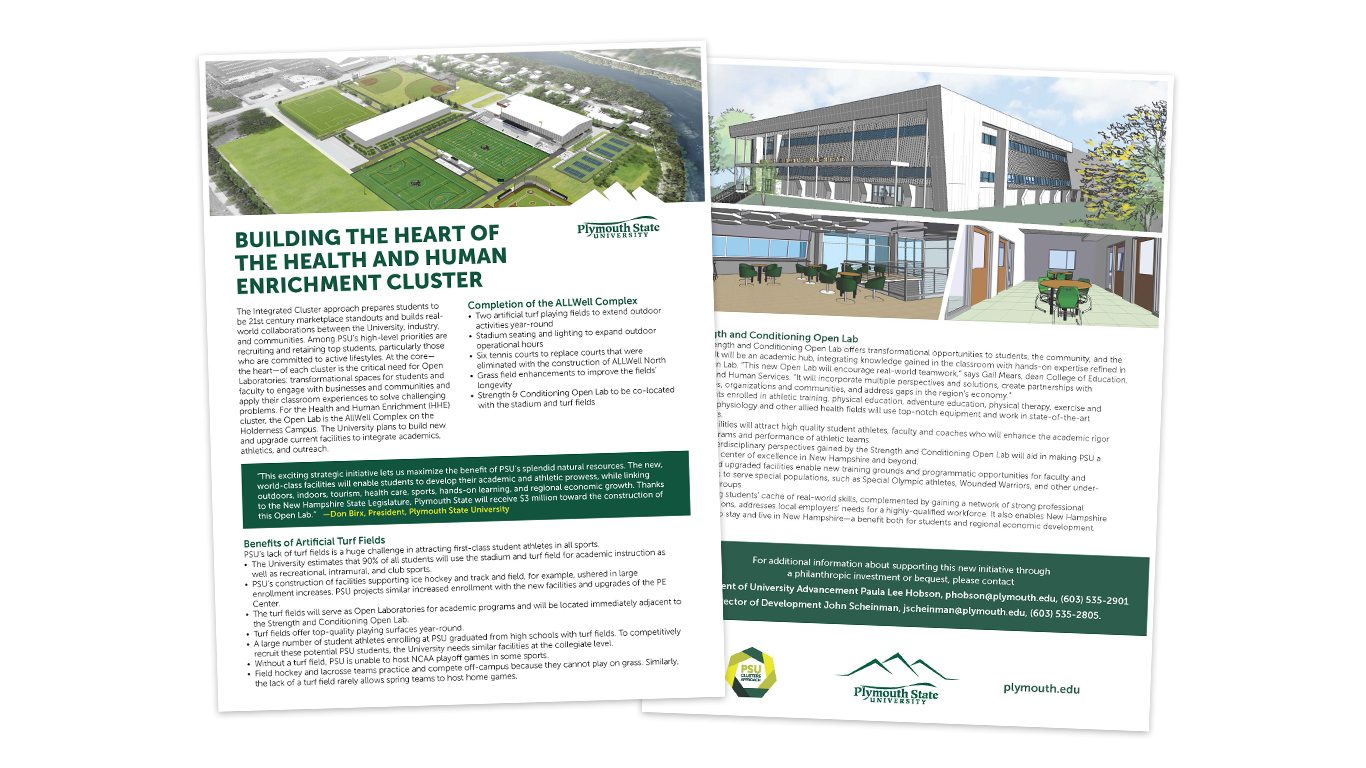 BUILDING THE HEART OF
THE HEALTH AND HUMAN
ENRICHMENT CLUSTER
Plymouth State
UNIVERSITY
The Integrated Cluster approach prepares students to
be 21st century marketplace standouts and builds real-
world collaborations between the University, industry,
and communities. Among PSU's high-level priorities are
recruiting and retaining top students, particularly those
who are committed to active lifestyles. At the core—
the heart—of each cluster is the critical need for Open
Laboratories: transformational spaces for students and
faculty to engage with businesses and communities and
apply their classroom experiences to solve challenging
problems. For the Health and Human Enrichment (HHE)
cluster, the Open Lab is the AllWell Complex on the
Holderness Campus. The University plans to build new
and upgrade current facilities to integrate academics,
athletics, and outreach.
Completion of the ALLWell Complex
• Two artificial turf playing fields to extend outdoor
activities year-round
• Stadium seating and lighting to expand outdoor
operational hours
• Six tennis courts to replace courts that were
eliminated with the construction of ALLWell North
• Grass field enhancements to improve the fields'
longevity
• Strength & Conditioning Open Lab to be co-located
with the stadium and turf fields
"This exciting strategic initiative lets us maximize the benefit of PSU's splendid natural resources. The new,
world-class facilities will enable students to develop their academic and athletic prowess, while linking
outdoors, indoors, tourism, health care, sports, hands-on learning, and regional economic growth. Thanks
to the New Hampshire State Legislature, Plymouth State will receive $3 million toward the construction of
this Open Lab." —Don Birx, President, Plymouth State University
Benefits of Artificial Turf Fields
PSU's lack of turf fields is a huge challenge in attracting first-class student athletes in all sports.
• The University estimates that 90% of all students will use the stadium and turf field for academic instruction as
well as recreational, intramural, and club sports.
• PSU's construction of facilities supporting ice hockey and track and field, for example, ushered in large
enrollment increases. PSU projects similar increased enrollment with the new facilities and upgrades of the PE
Center.
• The turf fields will serve as Open Laboratories for academic programs and will be located immediately adjacent to
the Strength and Conditioning Open Lab.
• Turf fields offer top-quality playing surfaces year-round.
• A large number of student athletes enrolling at PSU graduated from high schools with turf fields. To competitively
recruit these potential PSU students, the University needs similar facilities at the collegiate level.
• Without a turf field, PSU is unable to host NCAA playoff games in some sports.
• Field hockey and lacrosse teams practice and compete off-campus because they cannot play on grass. Similarly,
the lack of a turf field rarely allows spring teams to host home games.
gth and Conditioning Open Lab
ength and Conditioning Open Lab offers transformational opportunities to students, the community, and the
It will be an academic hub, integrating knowledge gained in the classroom with hands-on expertise refined in
n Lab. "This new Open Lab will encourage real-world teamwork," says Gail Mears, dean College of Education,
nd Human Services. "It will incorporate multiple perspectives and solutions, create partnerships with
s, organizations and communities, and address gaps in the region's economy."
ts enrolled in athletic training, physical education, adventure education, physical therapy, exercise and
physiology and other allied health fields will use top-notch equipment and work in state-of-the-art
s.
ilities will attract high quality student athletes, faculty and coaches who will enhance the academic rigor
rams and performance of athletic teams.
erdisciplinary perspectives gained by the Strength and Conditioning Open Lab will aid in making PSU a
center of excellence in New Hampshire and beyond.
d upgraded facilities enable new training grounds and programmatic opportunities for faculty and
s to serve special populations, such as Special Olympic athletes, Wounded Warriors, and other under-
roups.
g students' cache of real-world skills, complemented by gaining a network of strong professional
ions, addresses local employers' needs for a highly-qualified workforce. It also enables New Hampshire
o stay and live in New Hampshire—a benefit both for students and regional economic development.
For additional information about supporting this new initiative through
a philanthropic investment or bequest, please contact
ent of University Advancement Paula Lee Hobson, phobson@plymouth.edu, (603) 535-2901
ector of Development John Scheinman, jscheinman@plymouth.edu, (603) 535-2805.
PSU
CLUSTERS
APPROACH
Plymouth State
UNIVERSITY
plymouth.edu